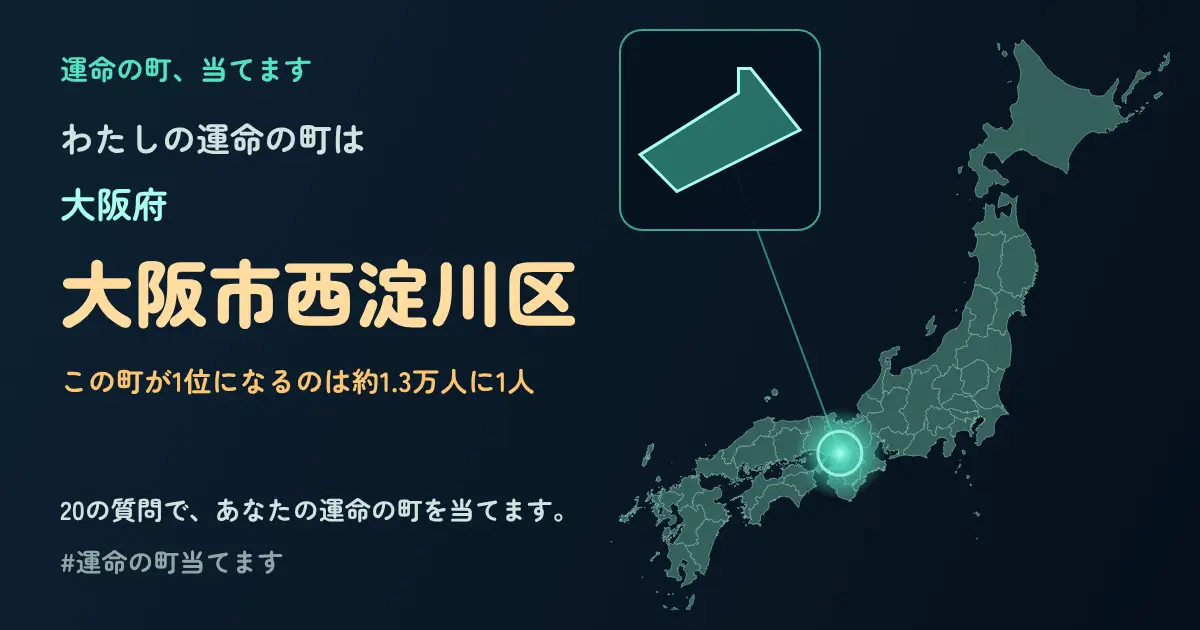 運命の町、当てます
わたしの運命の町は
大阪府
大阪市西淀川区
この町が1位になるのは約1.3万人に1人
20の質問で、あなたの運命の町を当てます。
#運命の町当てます